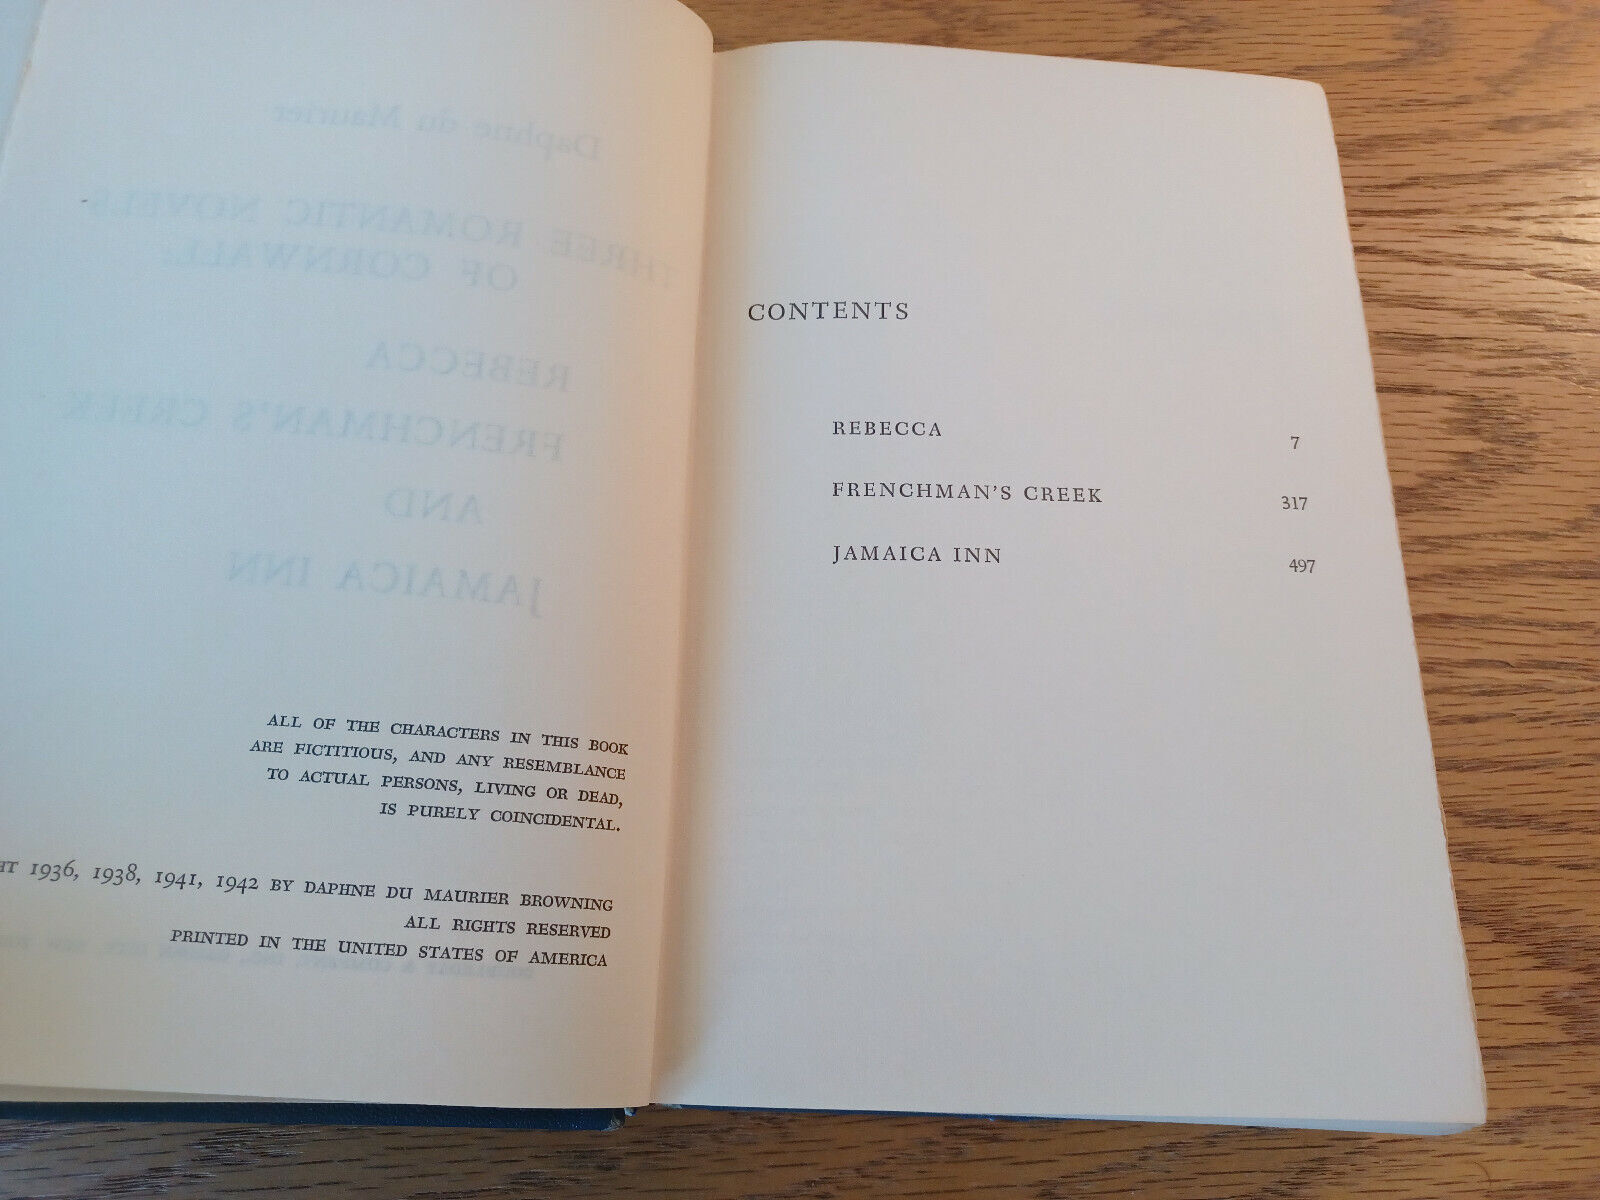 Daphne du Maurier
THREE ROMANTIC NOVELS
OF CORNWALL:
REBECCA
FRENCHMAN'S CREEK
AND
JAMAICA INN
ALL OF THE CHARACTERS IN THIS BOOK
ARE FICTITIOUS, AND ANY RESEMBLANCE
TO ACTUAL PERSONS, LIVING OR DEAD,
IS PURELY COINCIDENTAL.
HT 1936, 1938, 1941, 1942 BY DAPHNE DU MAURIER BROWNING
ALL RIGHTS RESERVED
PRINTED IN THE UNITED STATES OF AMERICA
CONTENTS
REBECCA 7
FRENCHMAN'S CREEK 317
JAMAICA INN 497